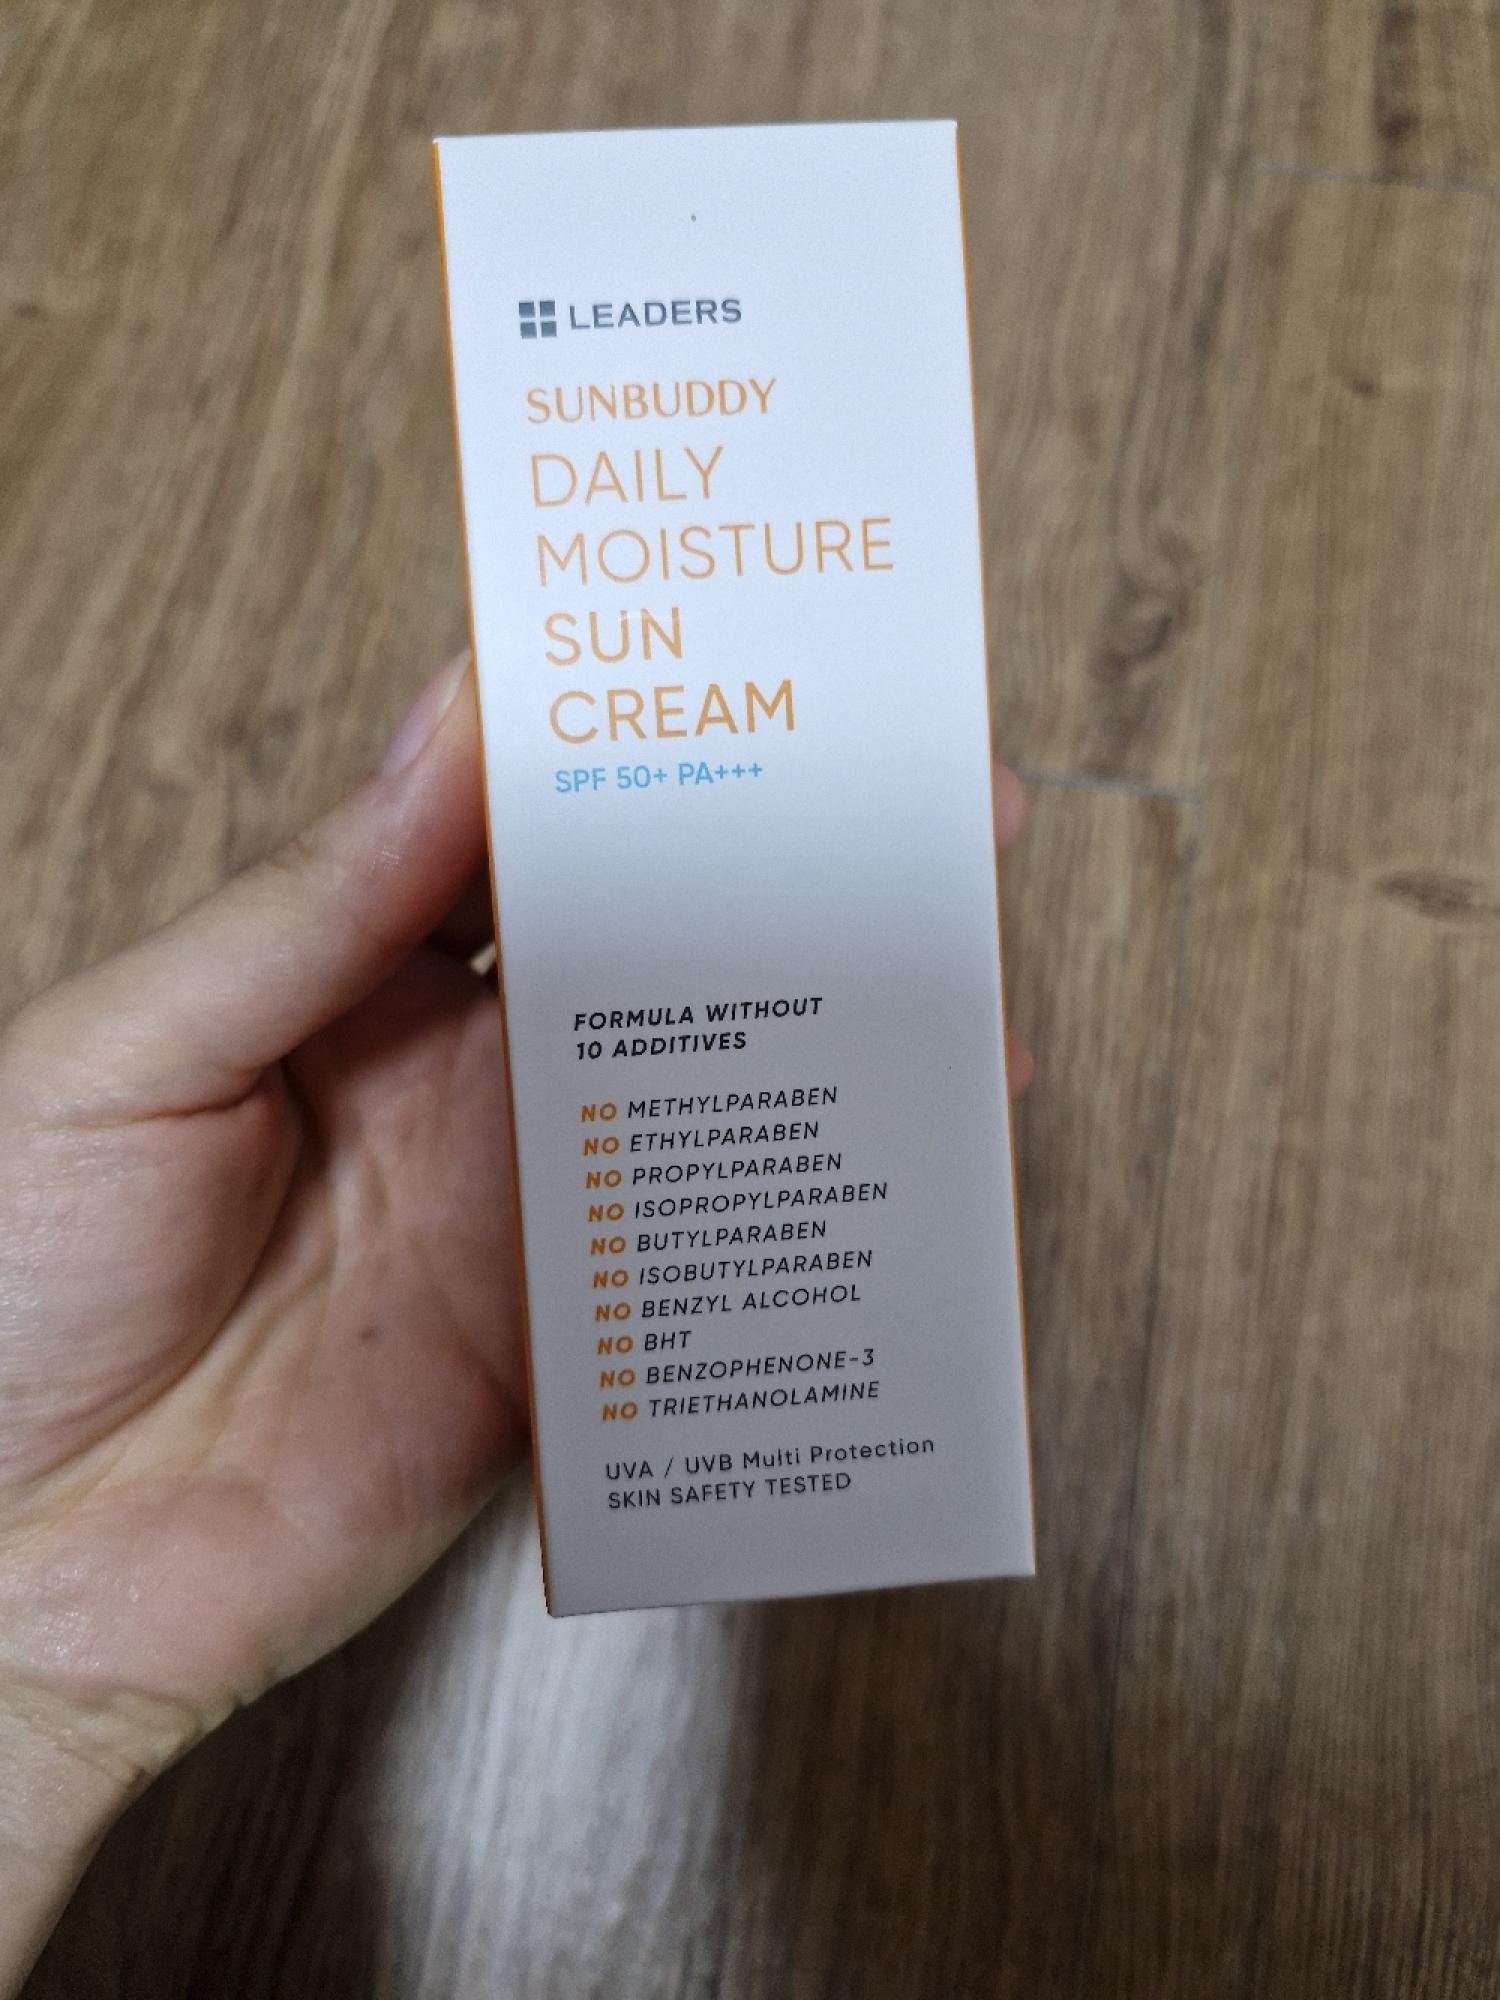 LEADERS
SUNBUDDY
DAILY
MOISTURE
SUN
CREAM
SPF 50+ PA+++
FORMULA WITHOUT
10 ADDITIVES
NO METHYLPARABEN
NO ETHYLPARABEN
NO PROPYLPARABEN
NO ISOPROPYLPARABEN
NO BUTYLPARABEN
NO ISOBUTYLPARABEN
NO BENZYL ALCOHOL
NO BHT
NO BENZOPHENONE-3
NO TRIETHANOLAMINE
UVA / UVB Multi Protection
SKIN SAFETY TESTED